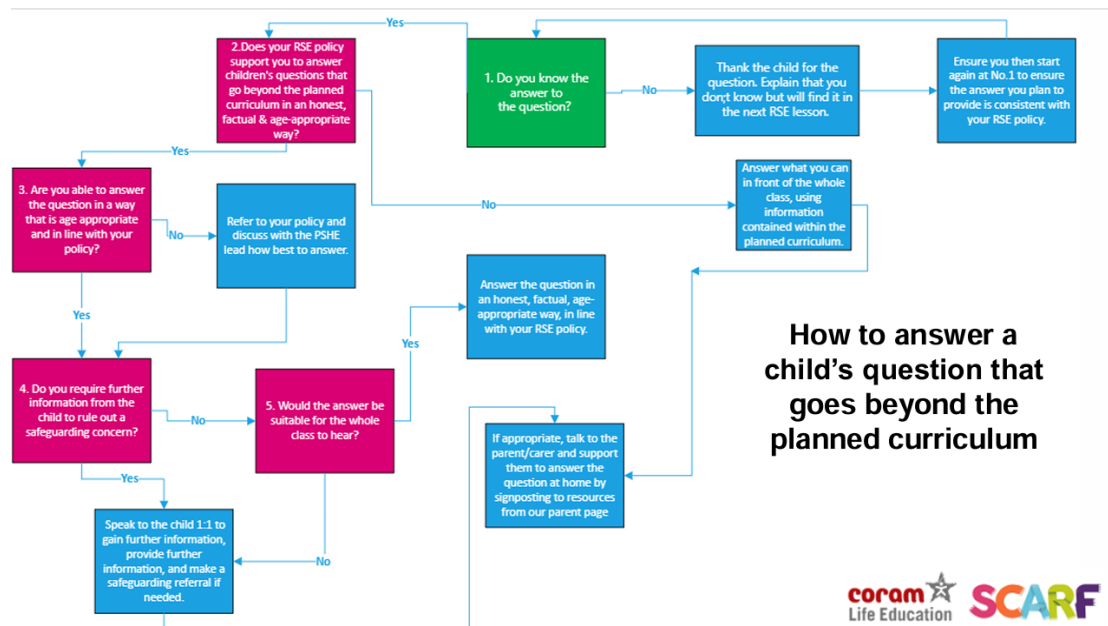 Yes
2.Does your RSE policy
support you to answer
children's questions that
go beyond the planned
curriculum in an honest,
factual & age-appropriate
way?
1. Do you know the
answer to
the question?
No
Thank the child for the
question. Explain that you
don;t know but will find it in
the next RSE lesson.
Ensure you then start
again at No.1 to ensure
the answer you plan to
provide is consistent with
your RSE policy.
Yes
No
Answer what you can
in front of the whole
class, using
information
contained within the
planned curriculum.
3. Are you able to answer
the question in a way
that is age appropriate
and in line with your
policy?
No
Refer to your policy and
discuss with the PSHE
lead how best to answer.
Yes
Answer the question in
an honest, factual, age-
appropriate way, in line
with your RSE policy.
Yes
How to answer a
child's question that
goes beyond the
planned curriculum
4. Do you require further
information from the
child to rule out a
safeguarding concern?
No
5. Would the answer be
suitable for the whole
class to hear?
If appropriate, talk to the
parent/carer and support
them to answer the
question at home by
signposting to resources
from our parent page
Yes
Speak to the child 1:1 to
gain further information,
provide further
information, and make a
safeguarding referral if
needed.
No
coram
Life Education
SCARF